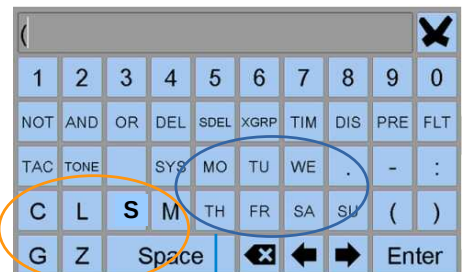 (
1 2 3 4 5 6 7 8 9 0
NOT AND OR DEL SDEL XGRP TIM DIS PRE FLT
TAC TONE SYS MO TU WE . - :
C L S M TH FR SA SU ( )
G Z Space Enter